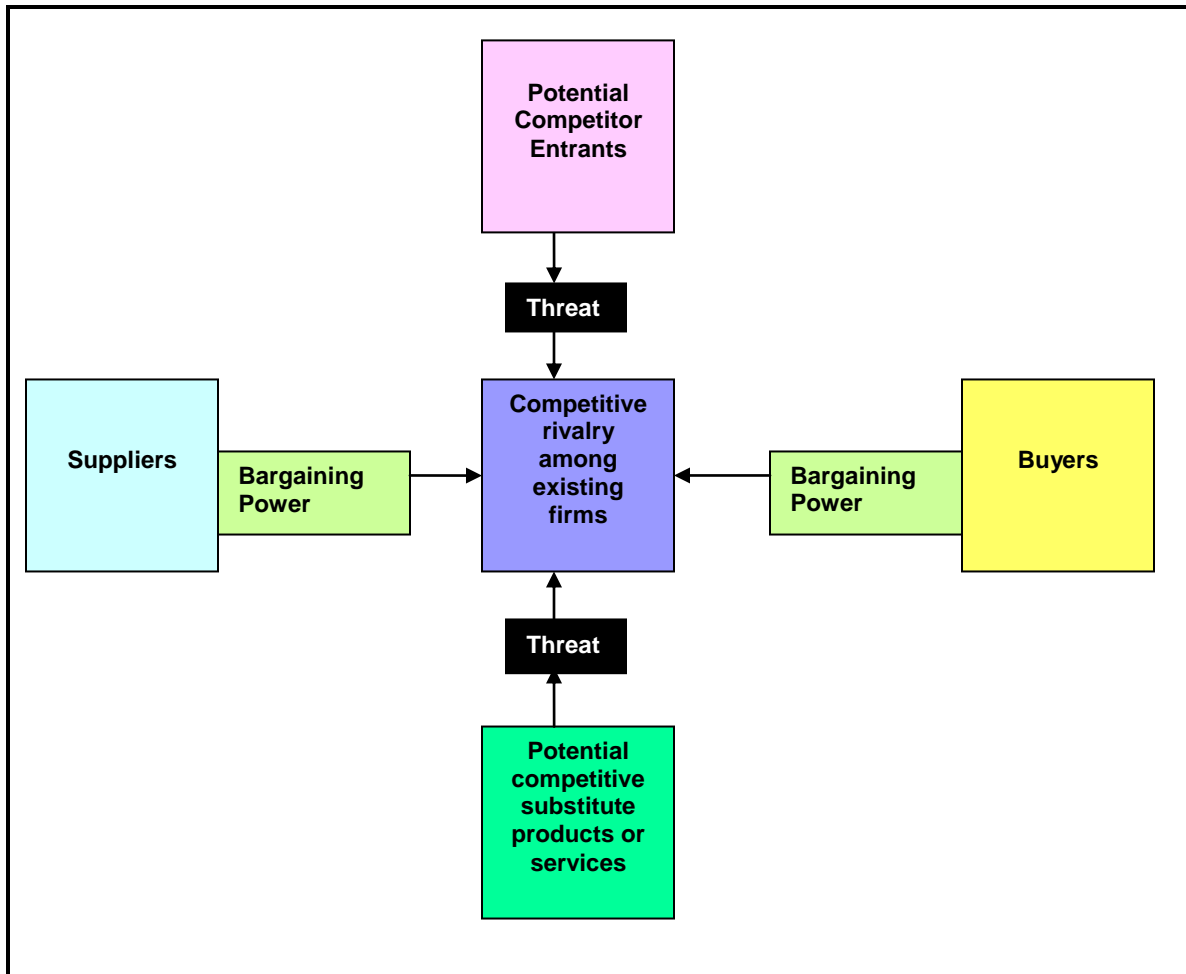 Potential
Competitor
Entrants
Threat
Suppliers
Bargaining
Power
Competitive
rivalry
among
existing
firms
Bargaining
Power
Buyers
Threat
Potential
competitive
substitute
products or
services